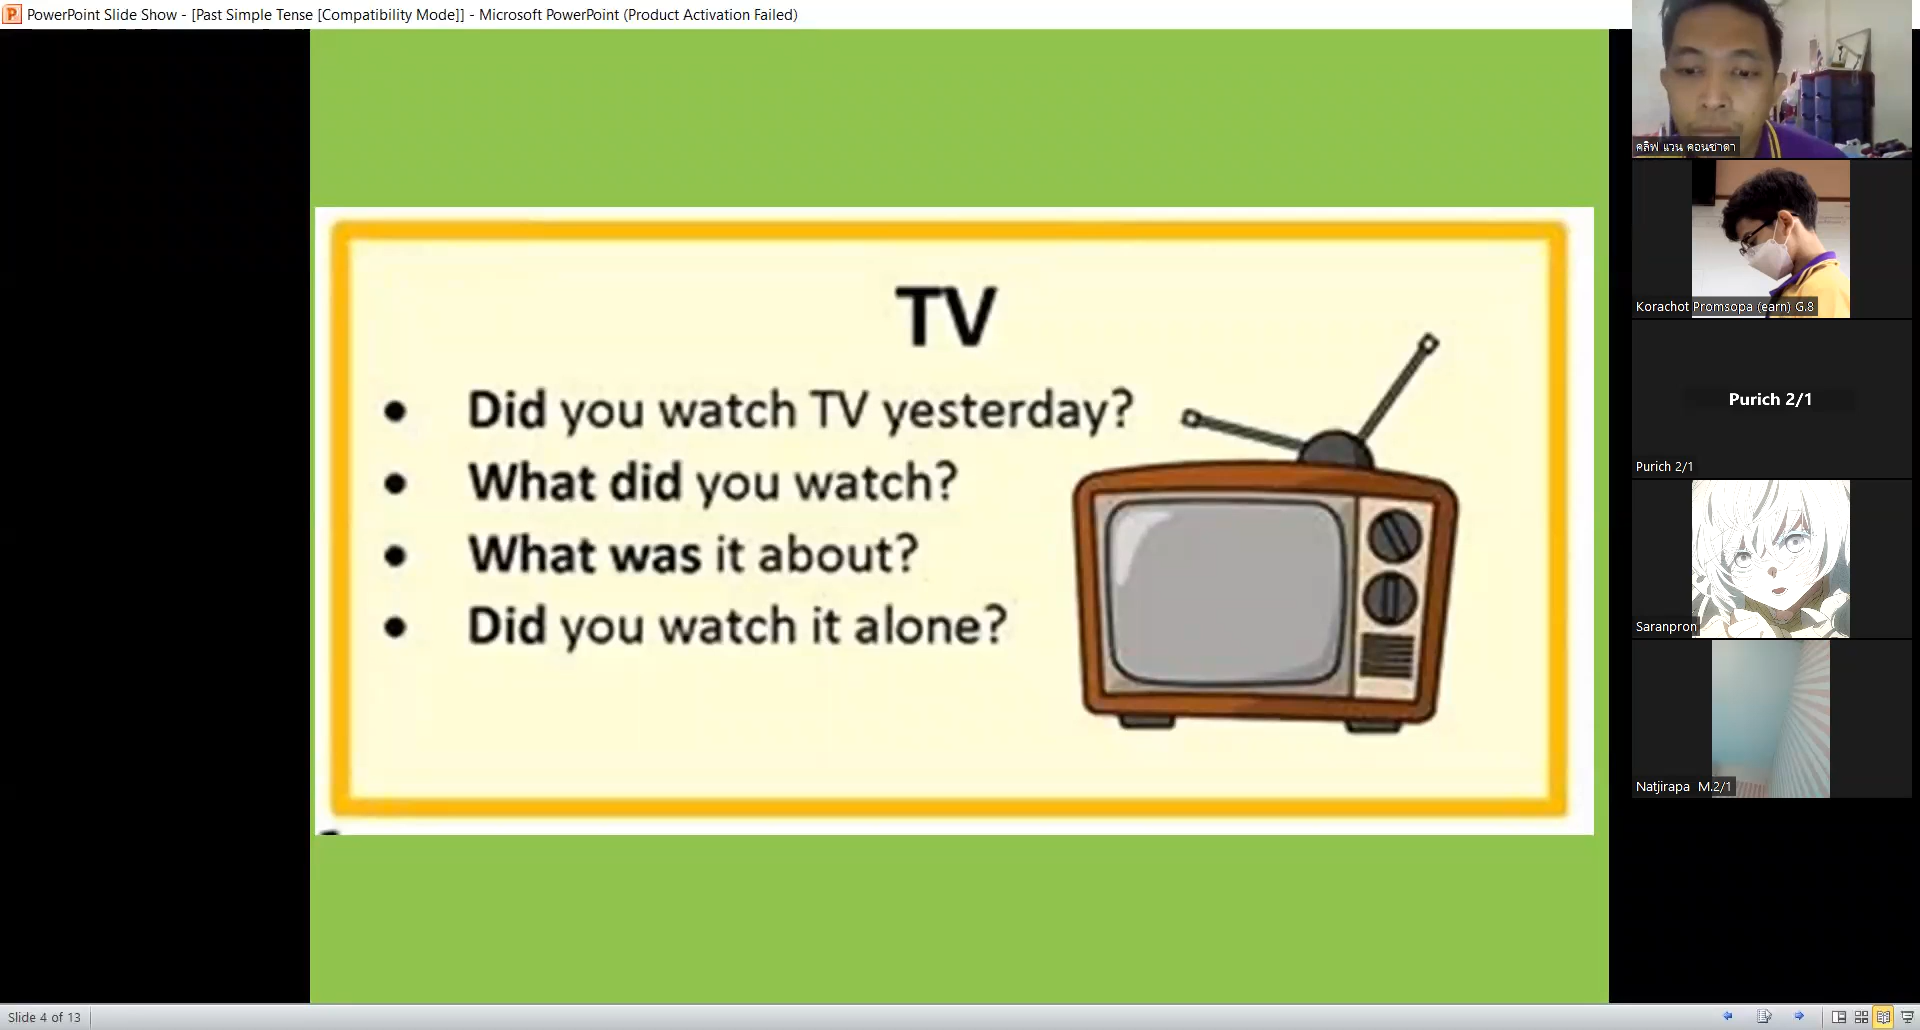 PowerPoint Slide Show - [Past Simple Tense [Compatibility Mode]] - Microsoft PowerPoint (Product Activation Failed)
TV
• Did you watch TV yesterday?
• What did you watch?
• What was it about?
• Did you watch it alone?
คลิฟ แวน คอนซาดา
Korachot Promsopa (earn) G.8
Purich 2/1
Purich 2/1
Saranpron
Natjirapa M.2/1
Slide 4 of 13